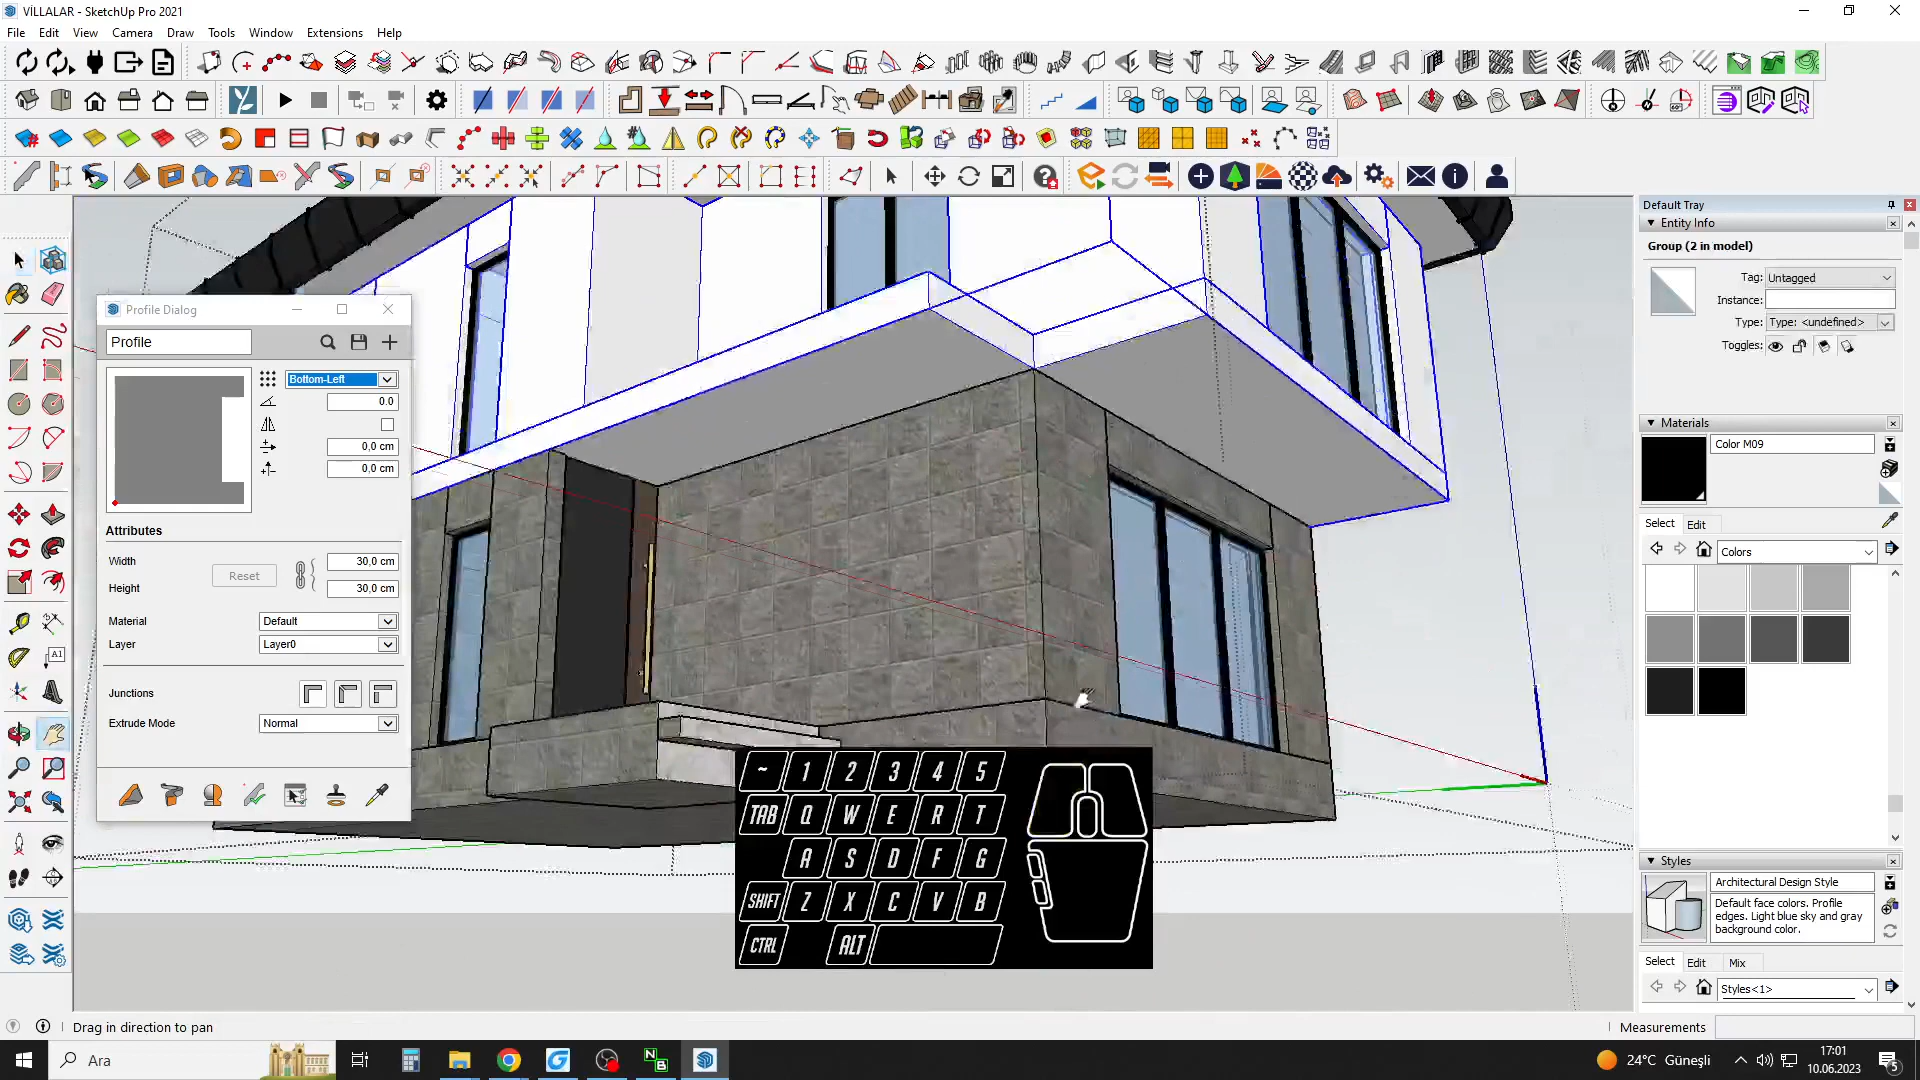 VİLLALAR - SketchUp Pro 2021
File Edit View Camera Draw Tools Window Extensions Help
Default Tray
Entity Info
Group (2 in model)
Tag: Untagged
Instance:
Type: Type: <undefined>
Toggles:
Materials
Color M09
Select Edit
Colors
Styles
Architectural Design Style
Default face colors. Profile
edges. Light blue sky and gray
background color.
Select Edit Mix
Styles<1>
Profile Dialog
Profile
Bottom-Left
0.0
0,0 cm
0,0 cm
Attributes
Width 30,0 cm
Reset
Height 30,0 cm
Material Default
Layer Layer0
Junctions
Extrude Mode Normal
A1
~ 1 2 3 4 5
TAB Q W E R T
A S D F G
SHIFT Z X C V B
CTRL ALT
Drag in direction to pan
Measurements
Ara
24°C Güneşli
17:01
10.06.2023
5